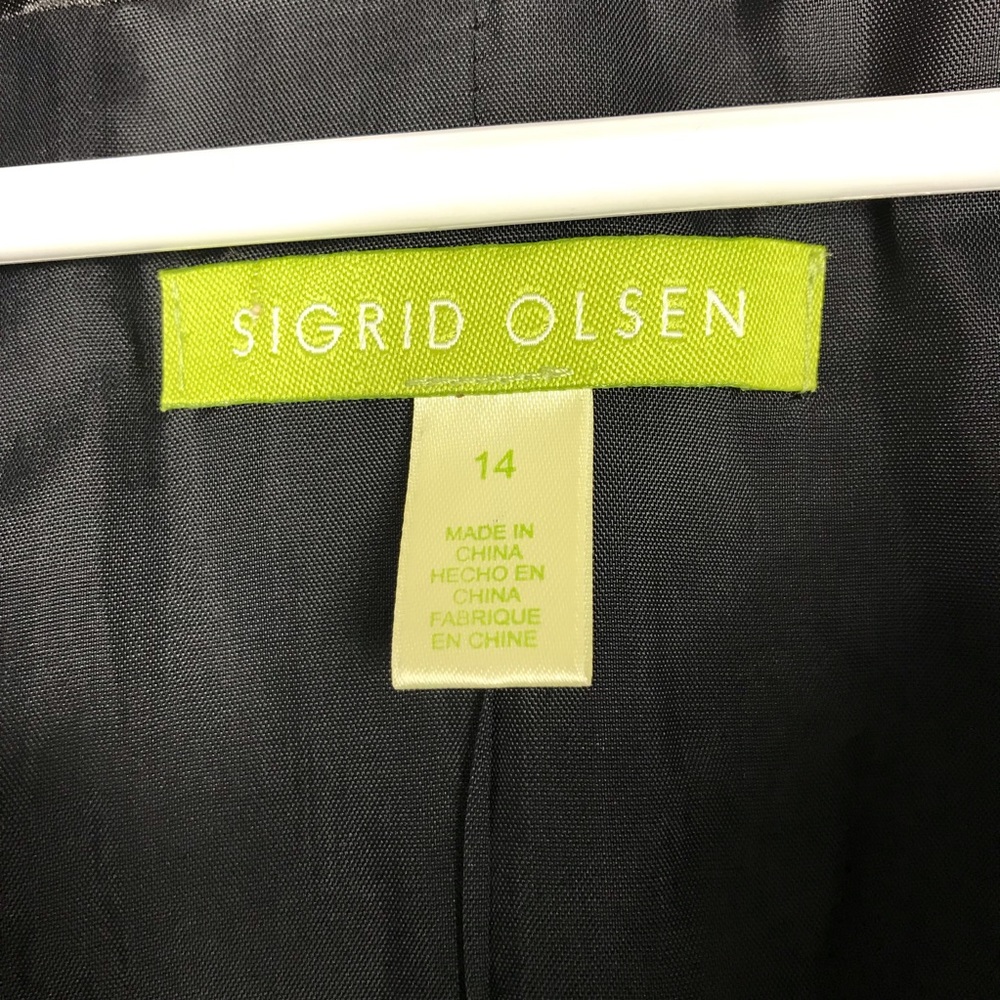 SIGRID OLSEN
14
MADE IN
CHINA
HECHO EN
CHINA
FABRIQUE
EN CHINE